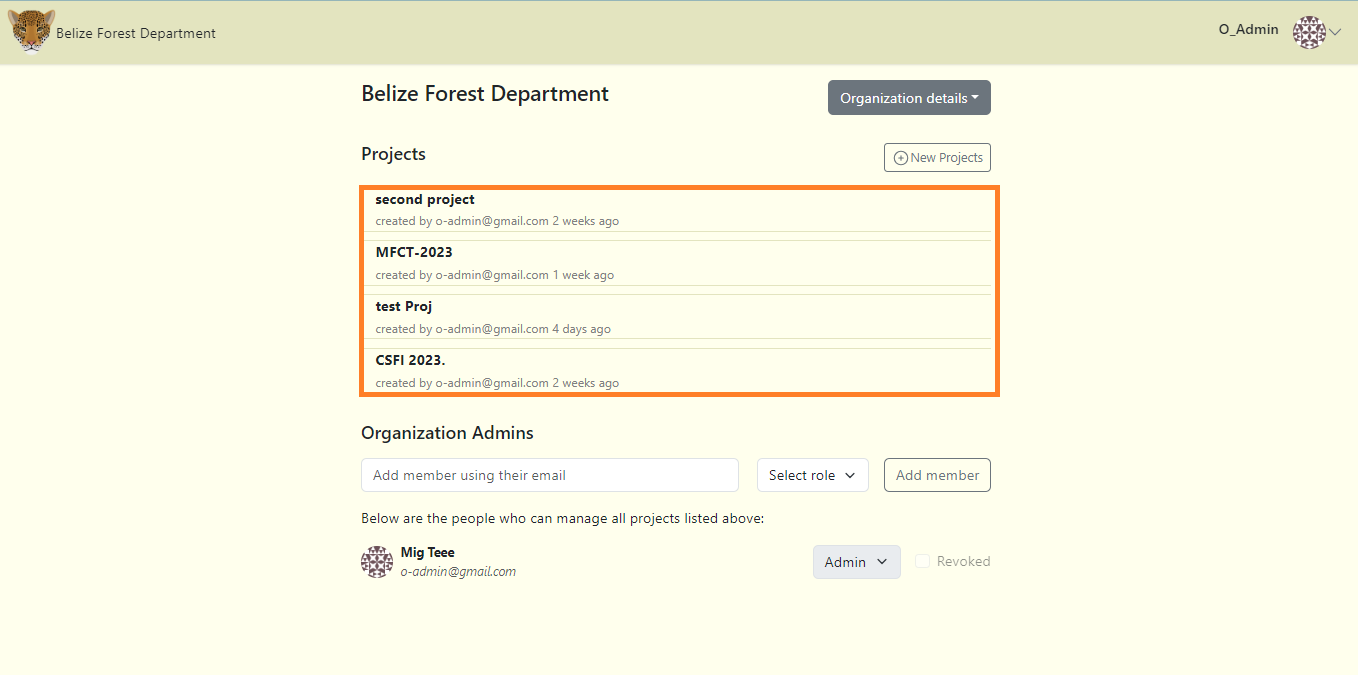 Belize Forest Department
O_Admin
Belize Forest Department
Organization details
Projects
New Projects
second project
created by o-admin@gmail.com 2 weeks ago
MFCT-2023
created by o-admin@gmail.com 1 week ago
test Proj
created by o-admin@gmail.com 4 days ago
CSFI 2023.
created by o-admin@gmail.com 2 weeks ago
Organization Admins
Add member using their email
Select role
Add member
Below are the people who can manage all projects listed above:
Mig Teee
o-admin@gmail.com
Admin
Revoked